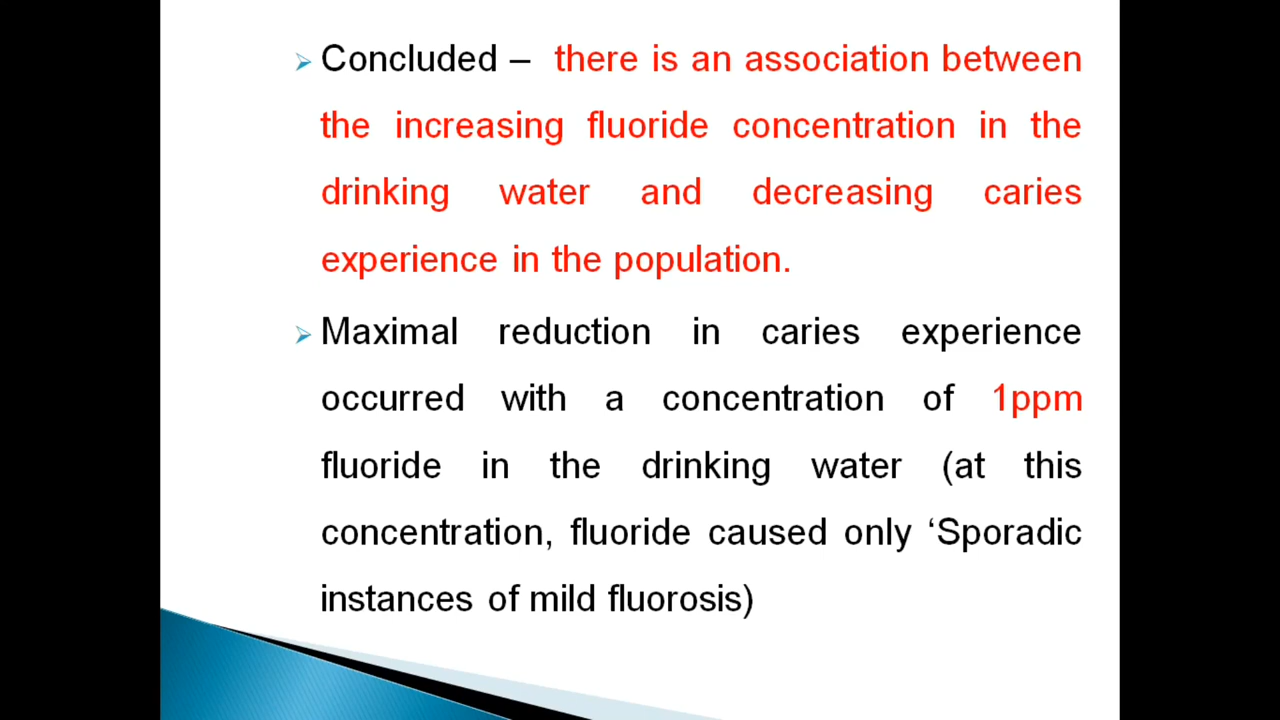 Concluded – there is an association between
the increasing fluoride concentration in the
drinking water and decreasing caries
experience in the population.
Maximal reduction in caries experience
occurred with a concentration of 1ppm
fluoride in the drinking water (at this
concentration, fluoride caused only ‘Sporadic
instances of mild fluorosis)